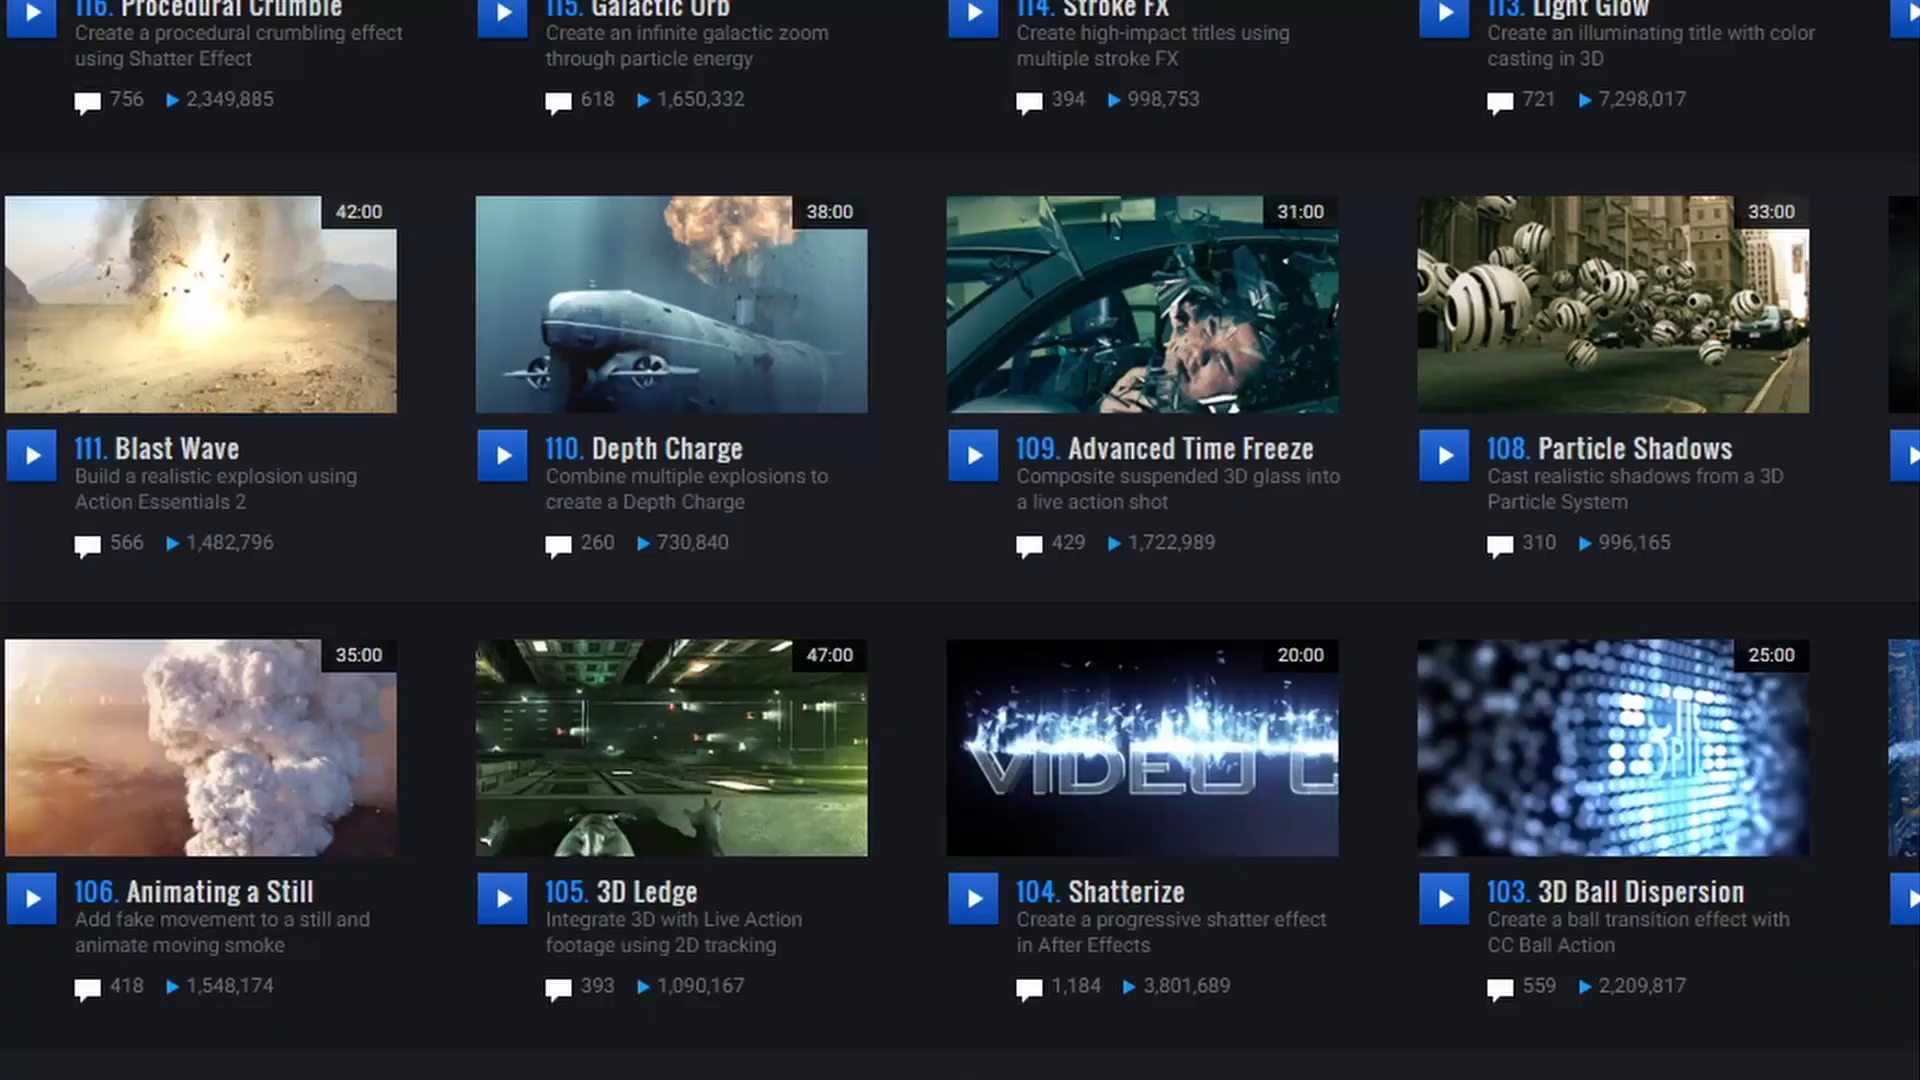 116. Procedural Crumble
Create a procedural crumbling effect
using Shatter Effect
756 2,349,885
115. Galactic Orb
Create an infinite galactic zoom
through particle energy
618 1,650,332
114. Stroke FX
Create high-impact titles using
multiple stroke FX
394 998,753
113. Light Glow
Create an illuminating title with color
casting in 3D
721 7,298,017
42:00
111. Blast Wave
Build a realistic explosion using
Action Essentials 2
566 1,482,796
38:00
110. Depth Charge
Combine multiple explosions to
create a Depth Charge
260 730,840
31:00
109. Advanced Time Freeze
Composite suspended 3D glass into
a live action shot
429 1,722,989
33:00
17
108. Particle Shadows
Cast realistic shadows from a 3D
Particle System
310 996,165
35:00
106. Animating a Still
Add fake movement to a still and
animate moving smoke
418 1,548,174
47:00
105. 3D Ledge
Integrate 3D with Live Action
footage using 2D tracking
393 1,090,167
20:00
VIDEO C
104. Shatterize
Create a progressive shatter effect
in After Effects
1,184 3,801,689
25:00
103. 3D Ball Dispersion
Create a ball transition effect with
CC Ball Action
559 2,209,817